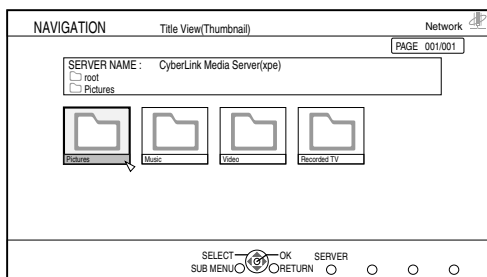 NAVIGATION Title View(Thumbnail) Network
PAGE 001/001
SERVER NAME : CyberLink Media Server(xpe)
root
Pictures
Pictures Music Video Recorded TV
SELECT OK SERVER
SUB MENU RETURN